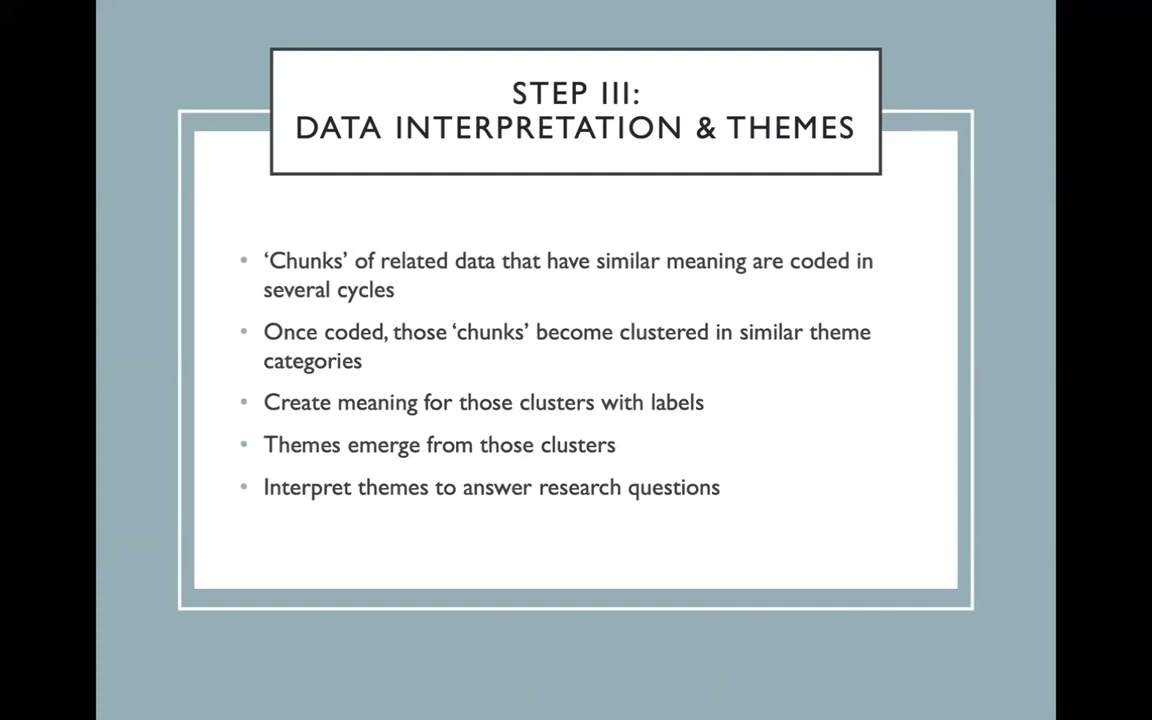 STEP III:
DATA INTERPRETATION & THEMES
• ‘Chunks’ of related data that have similar meaning are coded in
several cycles
• Once coded, those ‘chunks’ become clustered in similar theme
categories
• Create meaning for those clusters with labels
• Themes emerge from those clusters
• Interpret themes to answer research questions